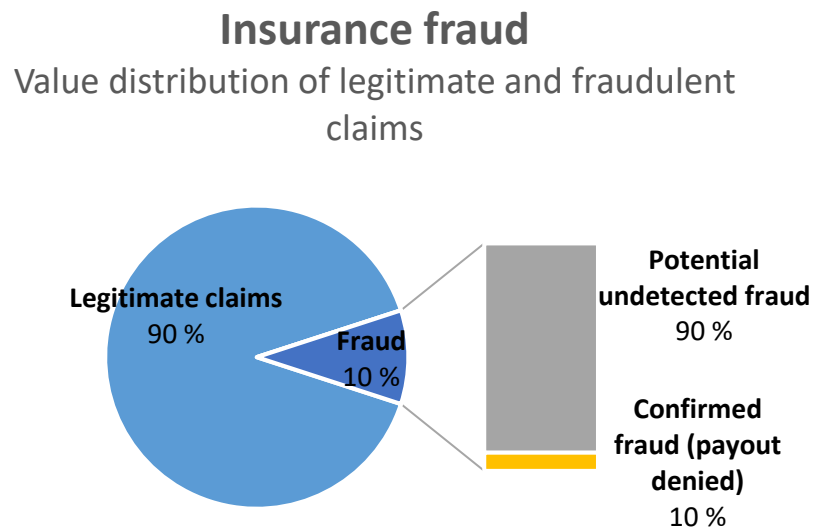 Insurance fraud
Value distribution of legitimate and fraudulent
claims
Legitimate claims
90 %
Fraud
10 %
Potential
undetected fraud
90 %
Confirmed
fraud (payout
denied)
10 %